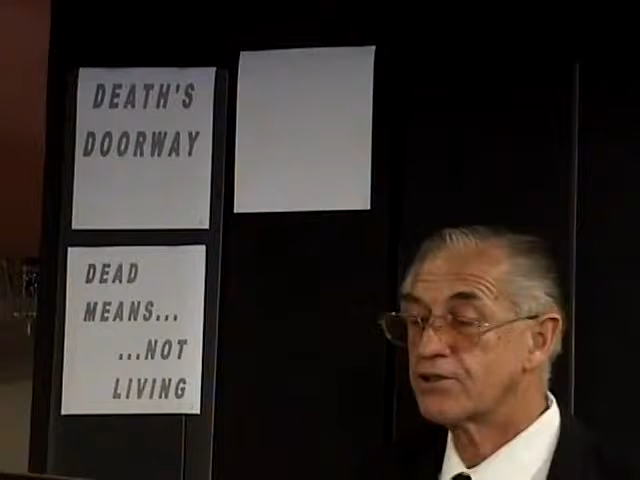 DEATH'S
DOORWAY
DEAD
MEANS...
...NOT
LIVING